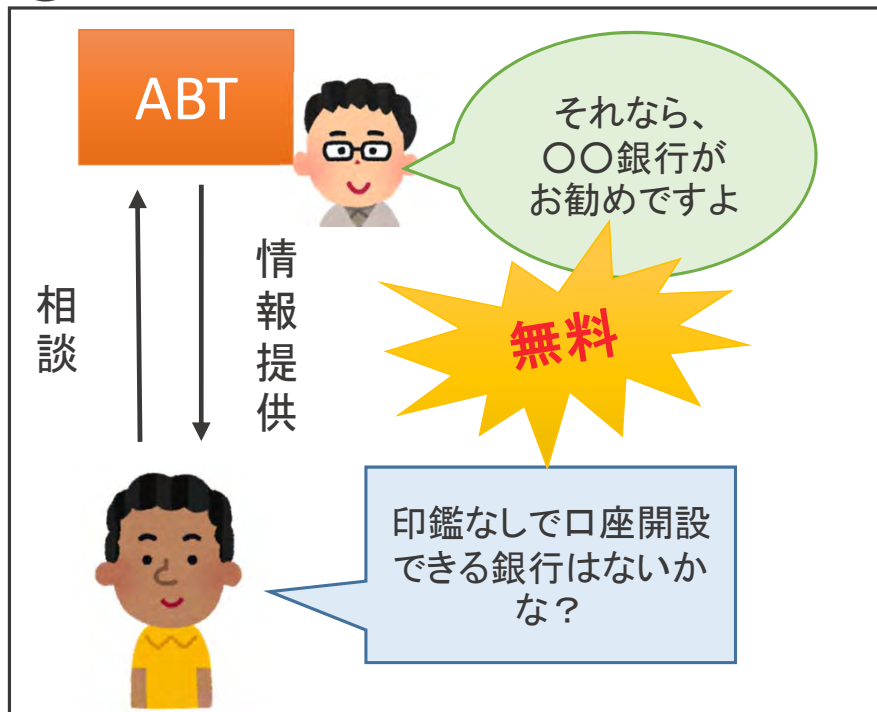 ABT
それなら、
〇〇銀行が
お勧めですよ
相談
情報提供
無料
印鑑なしで口座開設
できる銀行はないか
な？